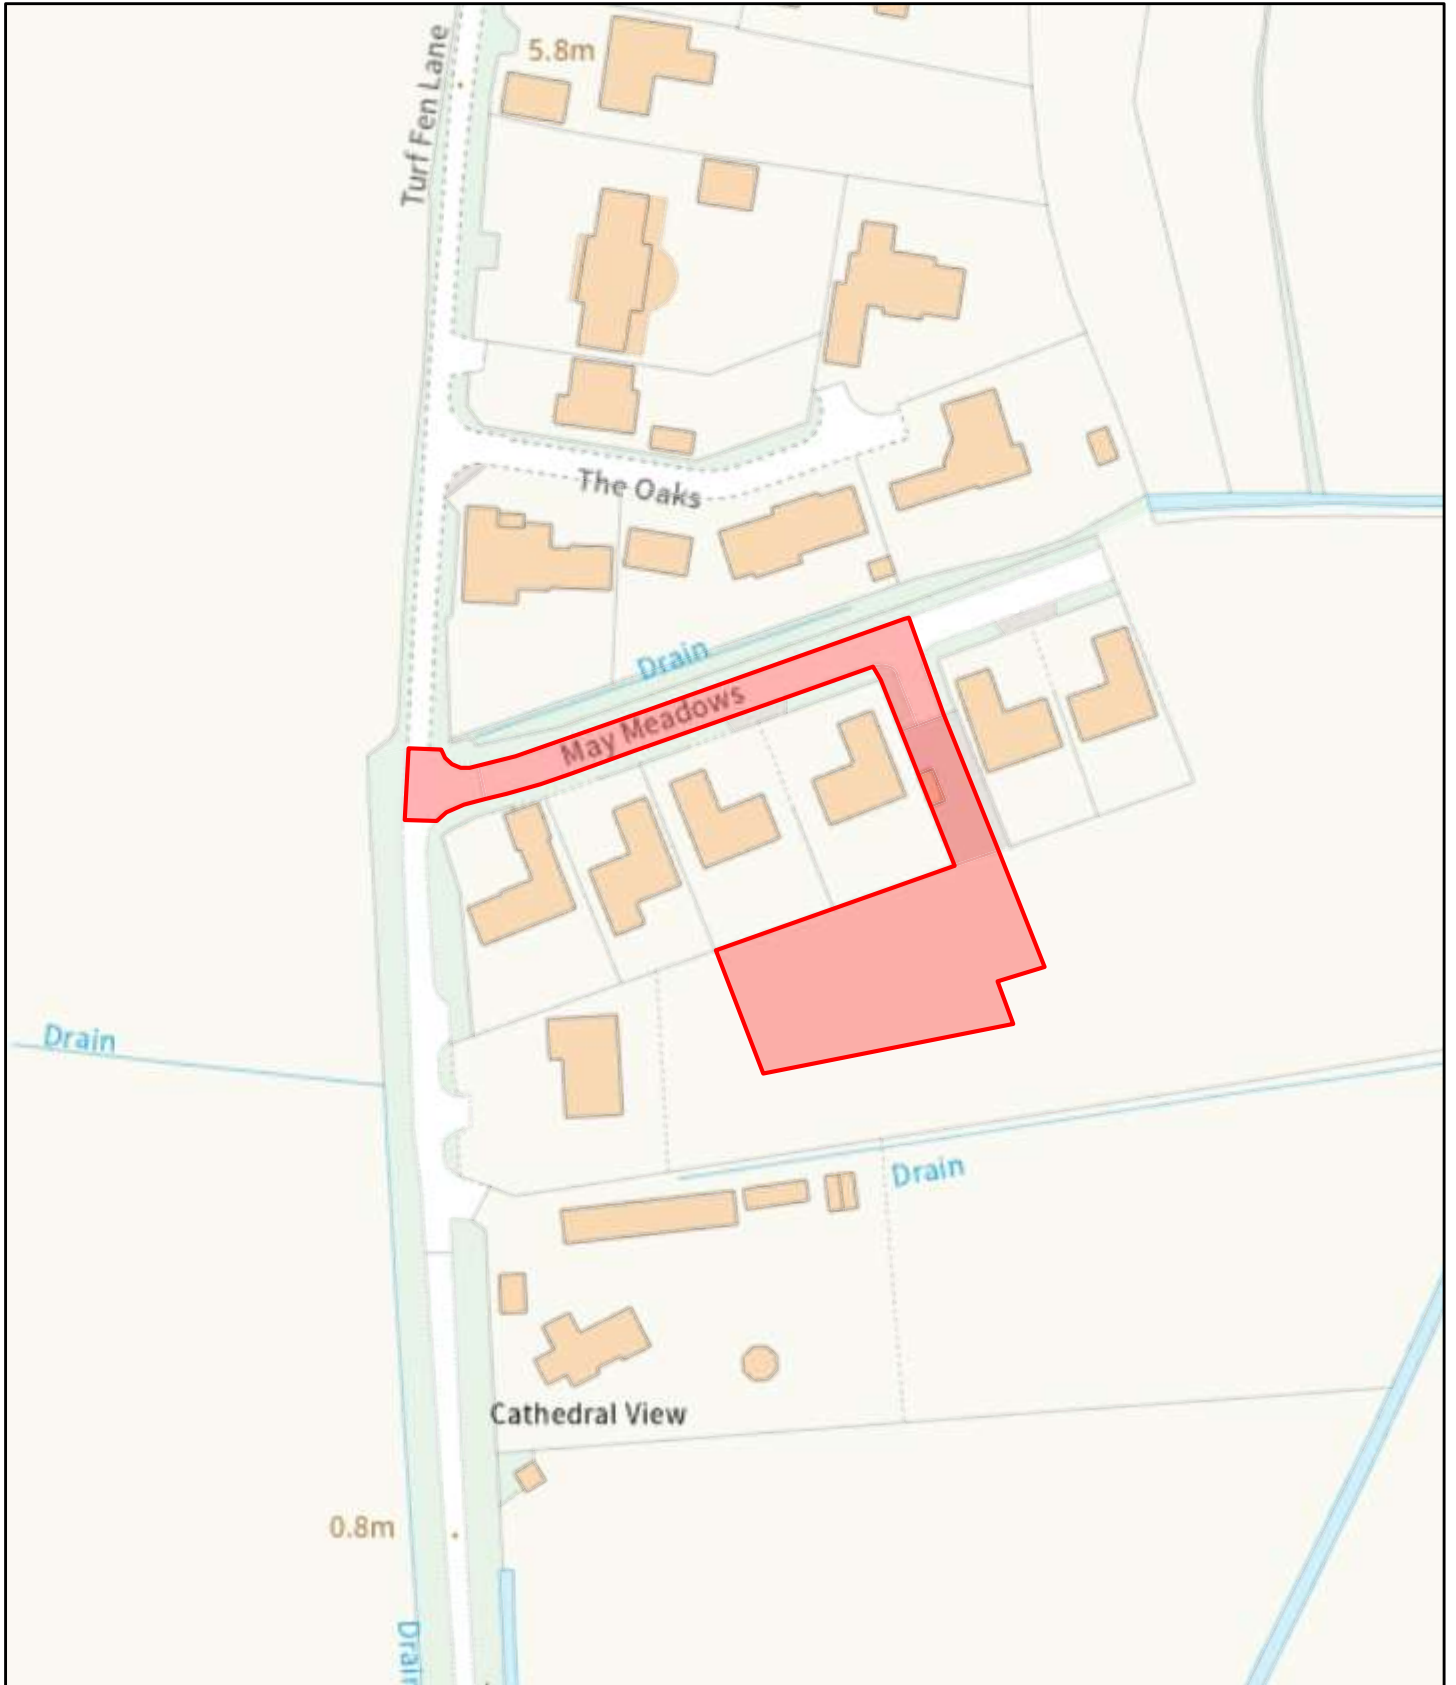 Turf Fen Lane
5.8m
The Oaks
Drain
May Meadows
Drain
Drain
Cathedral View
0.8m
Drain